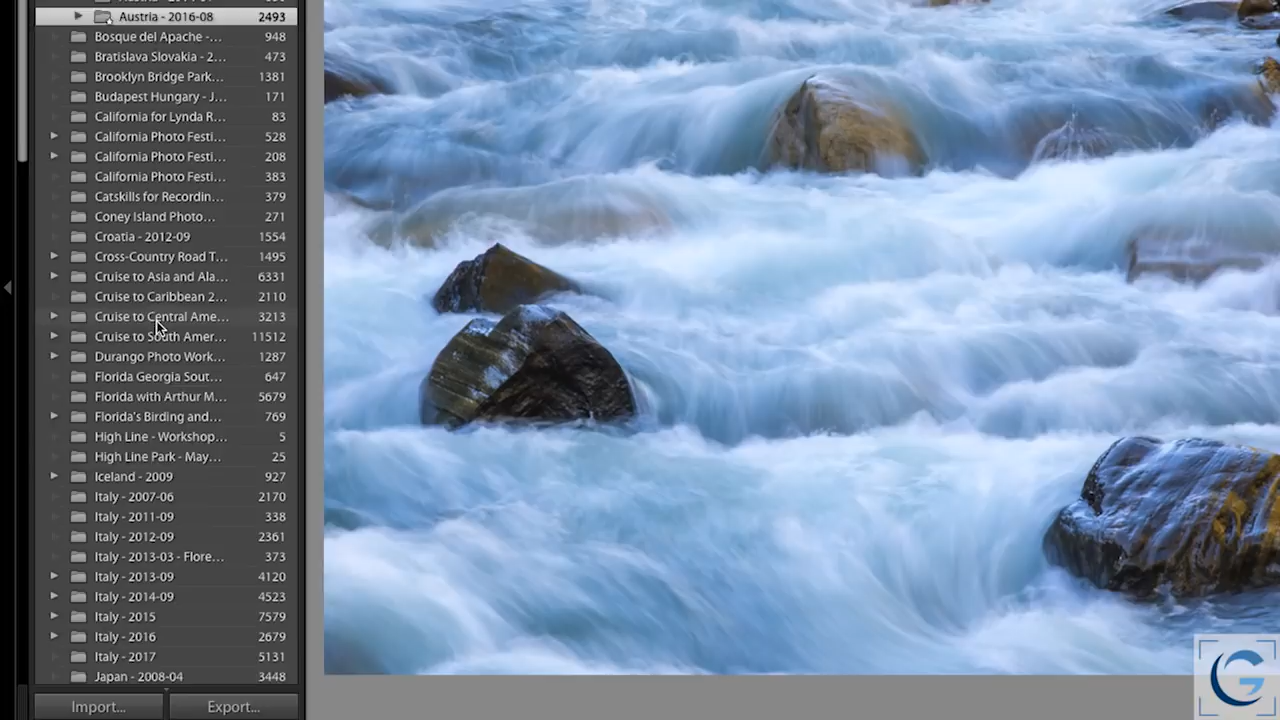 Austria - 2016-08 2493
Bosque del Apache -... 948
Bratislava Slovakia - 2... 473
Brooklyn Bridge Park... 1381
Budapest Hungary - J... 171
California for Lynda R... 83
California Photo Festi... 528
California Photo Festi... 208
California Photo Festi... 383
Catskills for Recordin... 379
Coney Island Photo... 271
Croatia - 2012-09 1554
Cross-Country Road T... 1495
Cruise to Asia and Ala... 6331
Cruise to Caribbean 2... 2110
Cruise to Central Ame... 3213
Cruise to South Amer... 11512
Durango Photo Work... 1287
Florida Georgia Sout... 647
Florida with Arthur M... 5679
Florida's Birding and... 769
High Line - Workshop... 5
High Line Park - May... 25
Iceland - 2009 927
Italy - 2007-06 2170
Italy - 2011-09 338
Italy - 2012-09 2361
Italy - 2013-03 - Flore... 373
Italy - 2013-09 4120
Italy - 2014-09 4523
Italy - 2015 7579
Italy - 2016 2679
Italy - 2017 5131
Japan - 2008-04 3448
Import... Export...
G